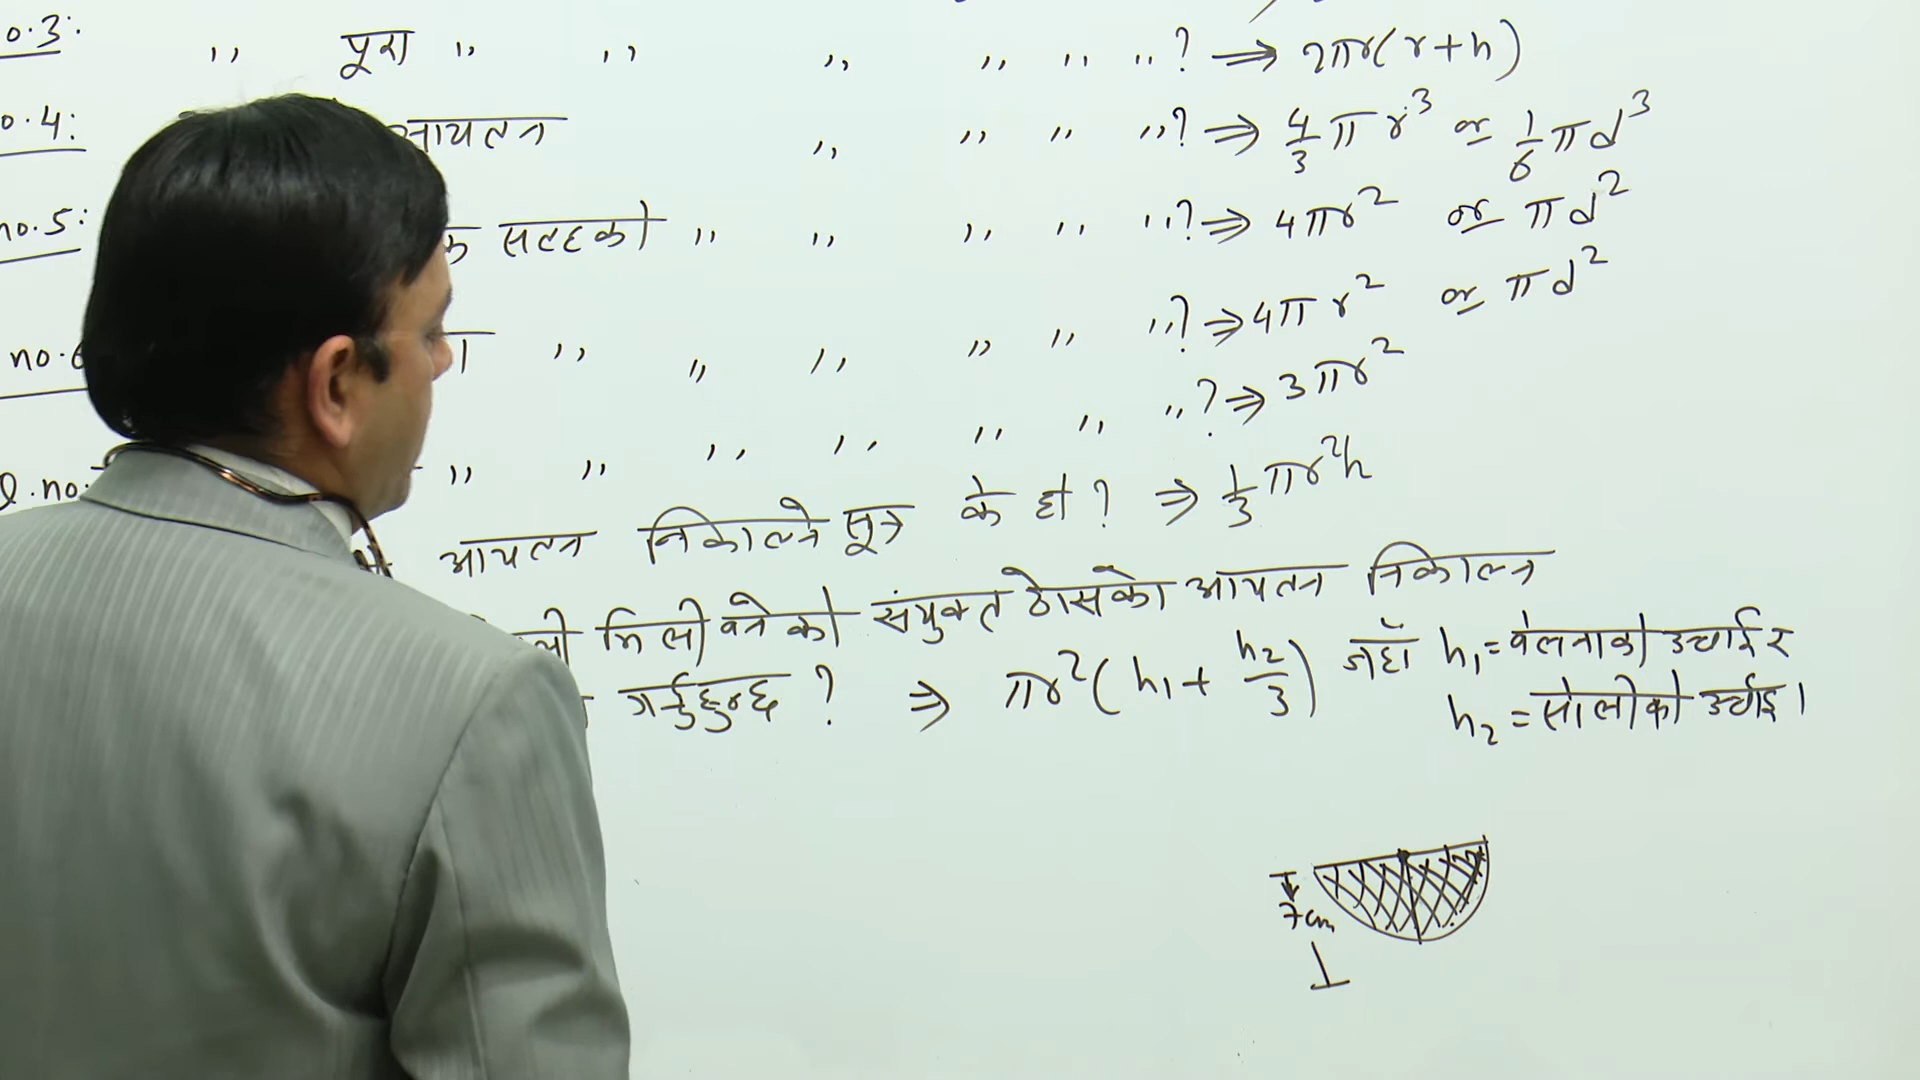 o.3: ,, पूरा ,, ,, ,, ,, ,, ,,? ⇒ 2πr(r+h)
o.4: आयतन ,, ,, ,, ,,? ⇒ 4/3 πr³ or 1/6 πd³
no.5: सतहको ,, ,, ,, ,, ,,? ⇒ 4πr² or πd²
no.6 ,, ,, ,, ,, ,, ,,? ⇒ 4πr² or πd²
,, ,, ,, ,, ,, ,, ,,? ⇒ 3πr²
.no: आयतन निकाल्ने सूत्र के हो? ⇒ 1/3 πr²h
मिली बनेको संयुक्त ठोसको आयतन निकाल्न
गर्नुहुन्छ? ⇒ πr²(h₁ + h₂/3) जहाँ h₁ = बेलनाको उचाई र
h₂ = सोलीको उचाई।
7cm